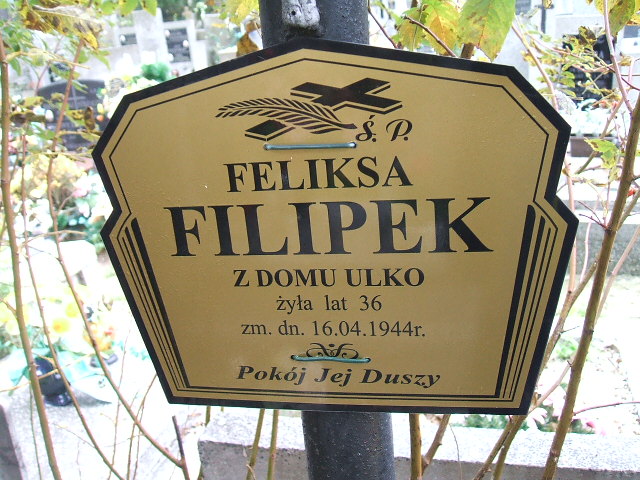 Ś. P.
FELIKSA
FILIPEK
Z DOMU ULKO
żyła lat 36
zm. dn. 16.04.1944r.
Pokój Jej Duszy